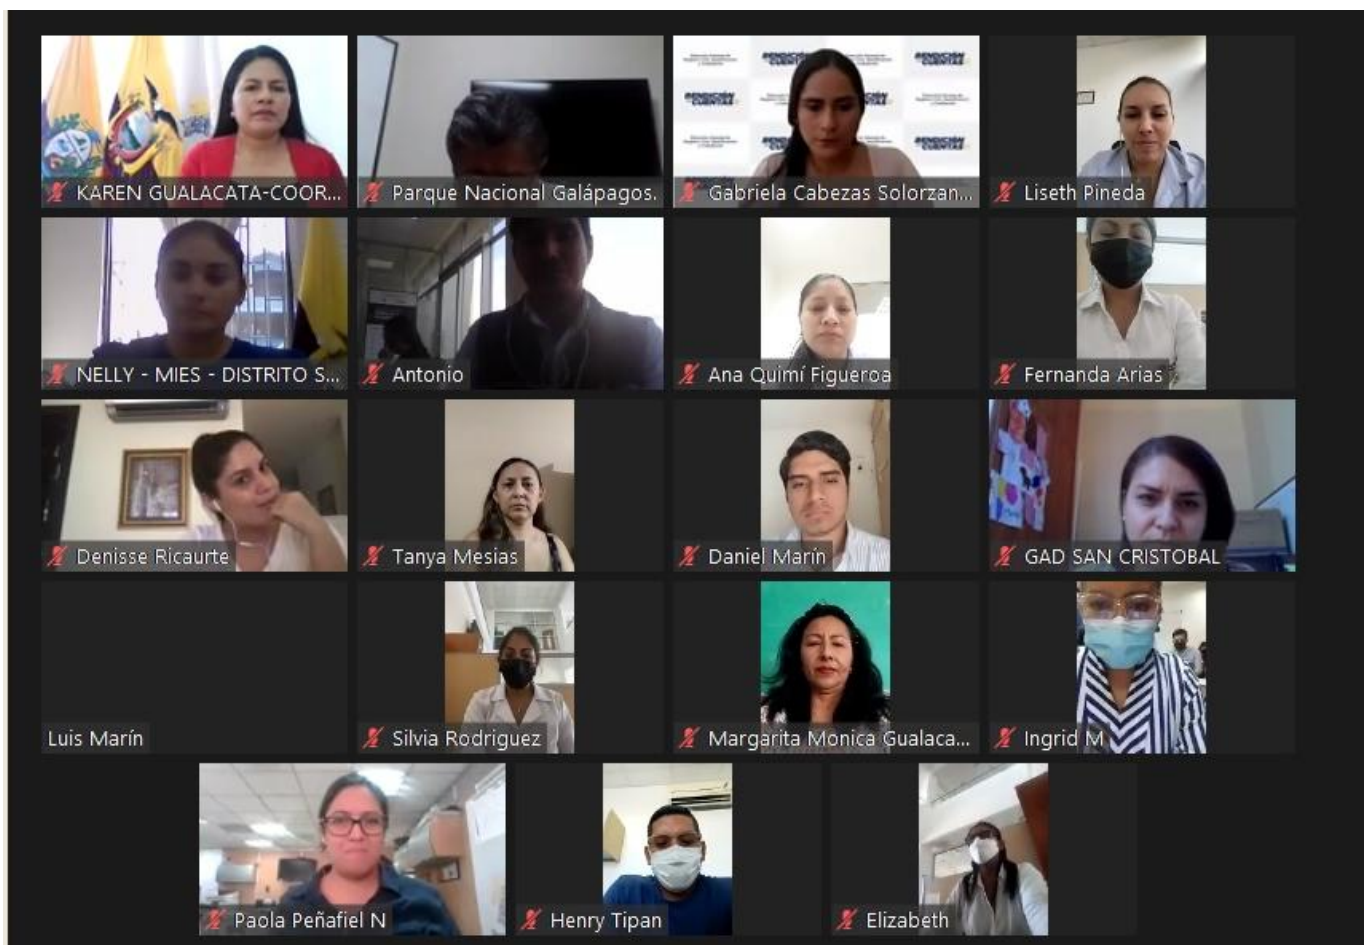 RENDICIÓN
CUENTAS
KAREN GUALACATA-COOR...
Parque Nacional Galápagos.
Gabriela Cabezas Solorzan...
Liseth Pineda
NELLY - MIES - DISTRITO S...
Antonio
Ana Quimí Figueroa
Fernanda Arias
Denisse Ricaurte
Tanya Mesias
Daniel Marín
GAD SAN CRISTOBAL
Luis Marín
Silvia Rodriguez
Margarita Monica Gualaca...
Ingrid M
Paola Peñafiel N
Henry Tipan
Elizabeth